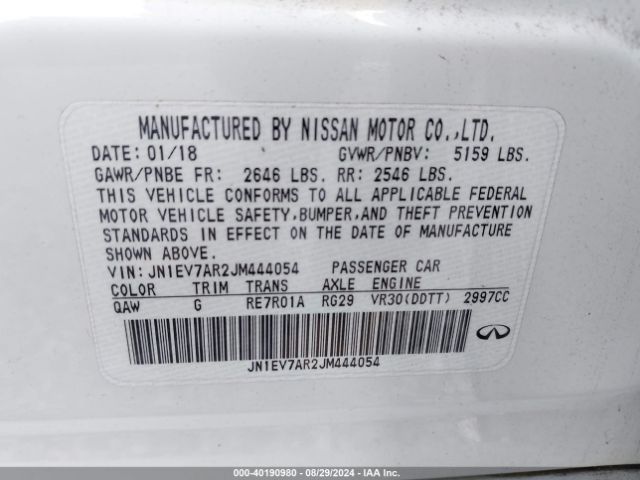 MANUFACTURED BY NISSAN MOTOR CO.,LTD.
DATE: 01/18 GVWR/PNBV: 5159 LBS.
GAWR/PNBE FR: 2646 LBS. RR: 2546 LBS.
THIS VEHICLE CONFORMS TO ALL APPLICABLE FEDERAL
MOTOR VEHICLE SAFETY,BUMPER,AND THEFT PREVENTION
STANDARDS IN EFFECT ON THE DATE OF MANUFACTURE
SHOWN ABOVE.
VIN: JN1EV7AR2JM444054 PASSENGER CAR
COLOR TRIM TRANS AXLE ENGINE
QAW G RE7R01A RG29 VR30(DDTT) 2997CC
JN1EV7AR2JM444054
000-40190980 - 08/29/2024 - IAAI.COM